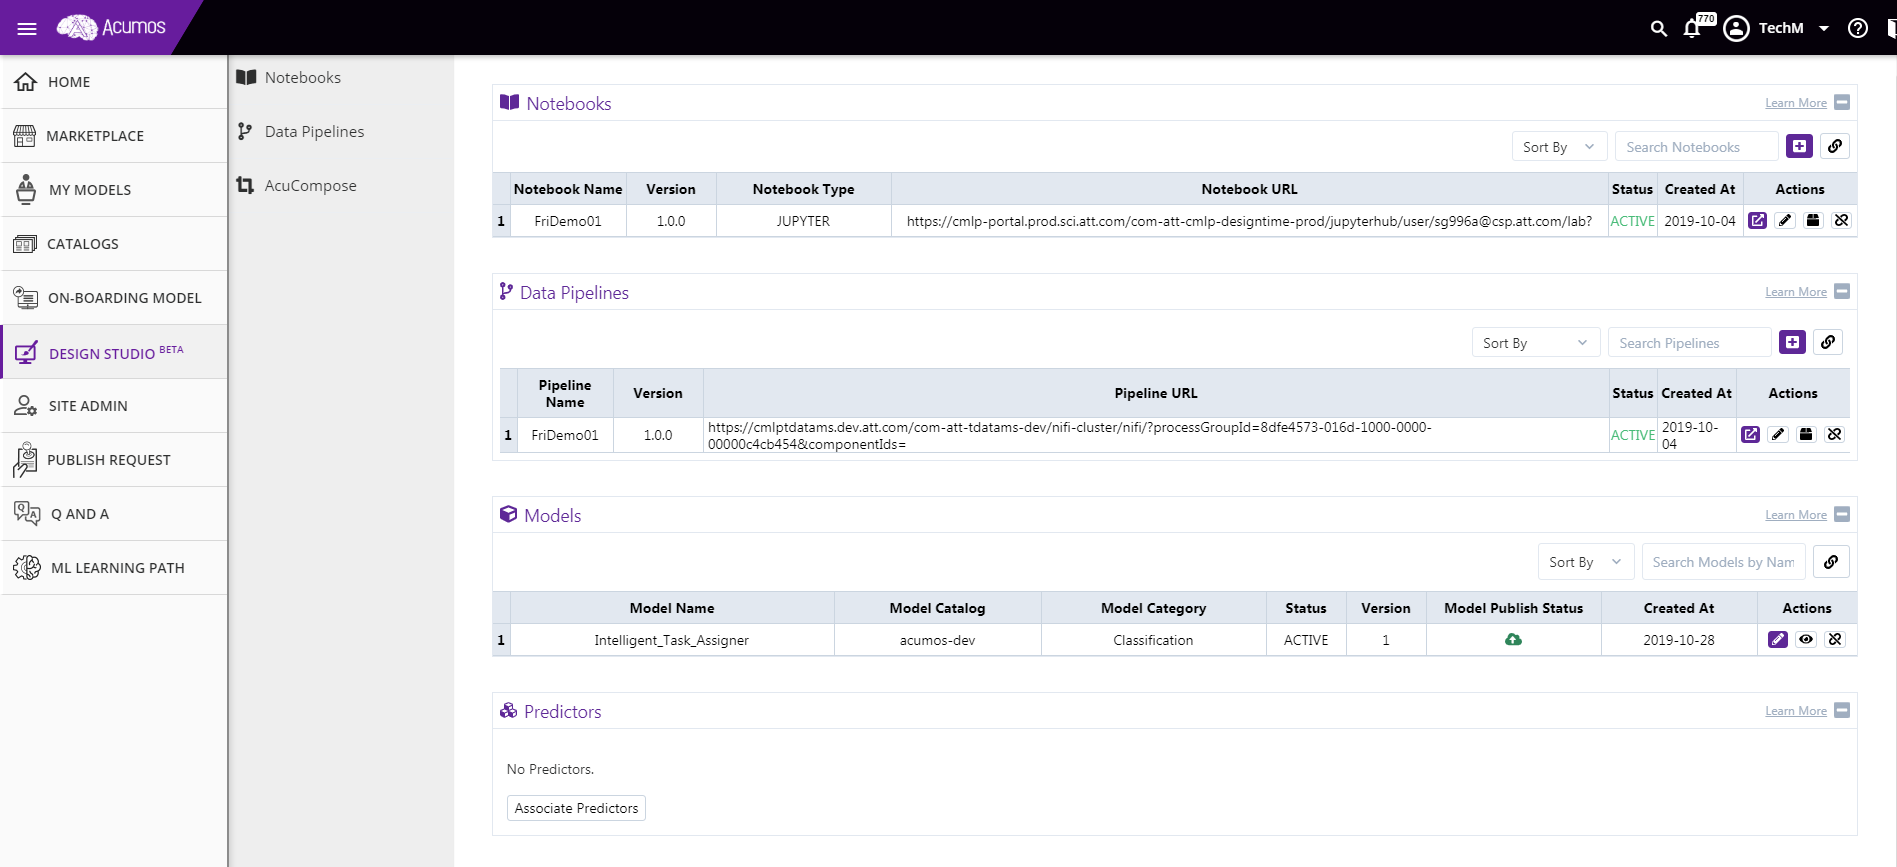 Acumos
770
TechM
HOME
MARKETPLACE
MY MODELS
CATALOGS
ON-BOARDING MODEL
DESIGN STUDIO BETA
SITE ADMIN
PUBLISH REQUEST
Q AND A
ML LEARNING PATH
Notebooks
Data Pipelines
AcuCompose
Notebooks
Learn More
Sort By
Search Notebooks
Notebook Name Version Notebook Type Notebook URL Status Created At Actions
1 FriDemo01 1.0.0 JUPYTER https://cmlp-portal.prod.sci.att.com/com-att-cmlp-designtime-prod/jupyterhub/user/sg996a@csp.att.com/lab? ACTIVE 2019-10-04
Data Pipelines
Learn More
Sort By
Search Pipelines
Pipeline Name Version Pipeline URL Status Created At Actions
1 FriDemo01 1.0.0 https://cmlptdatams.dev.att.com/com-att-tdatams-dev/nifi-cluster/nifi/?processGroupId=8dfe4573-016d-1000-0000-
00000c4cb454&componentIds= ACTIVE 2019-10-
04
Models
Learn More
Sort By
Search Models by Nam
Model Name Model Catalog Model Category Status Version Model Publish Status Created At Actions
1 Intelligent_Task_Assigner acumos-dev Classification ACTIVE 1 2019-10-28
Predictors
Learn More
No Predictors.
Associate Predictors